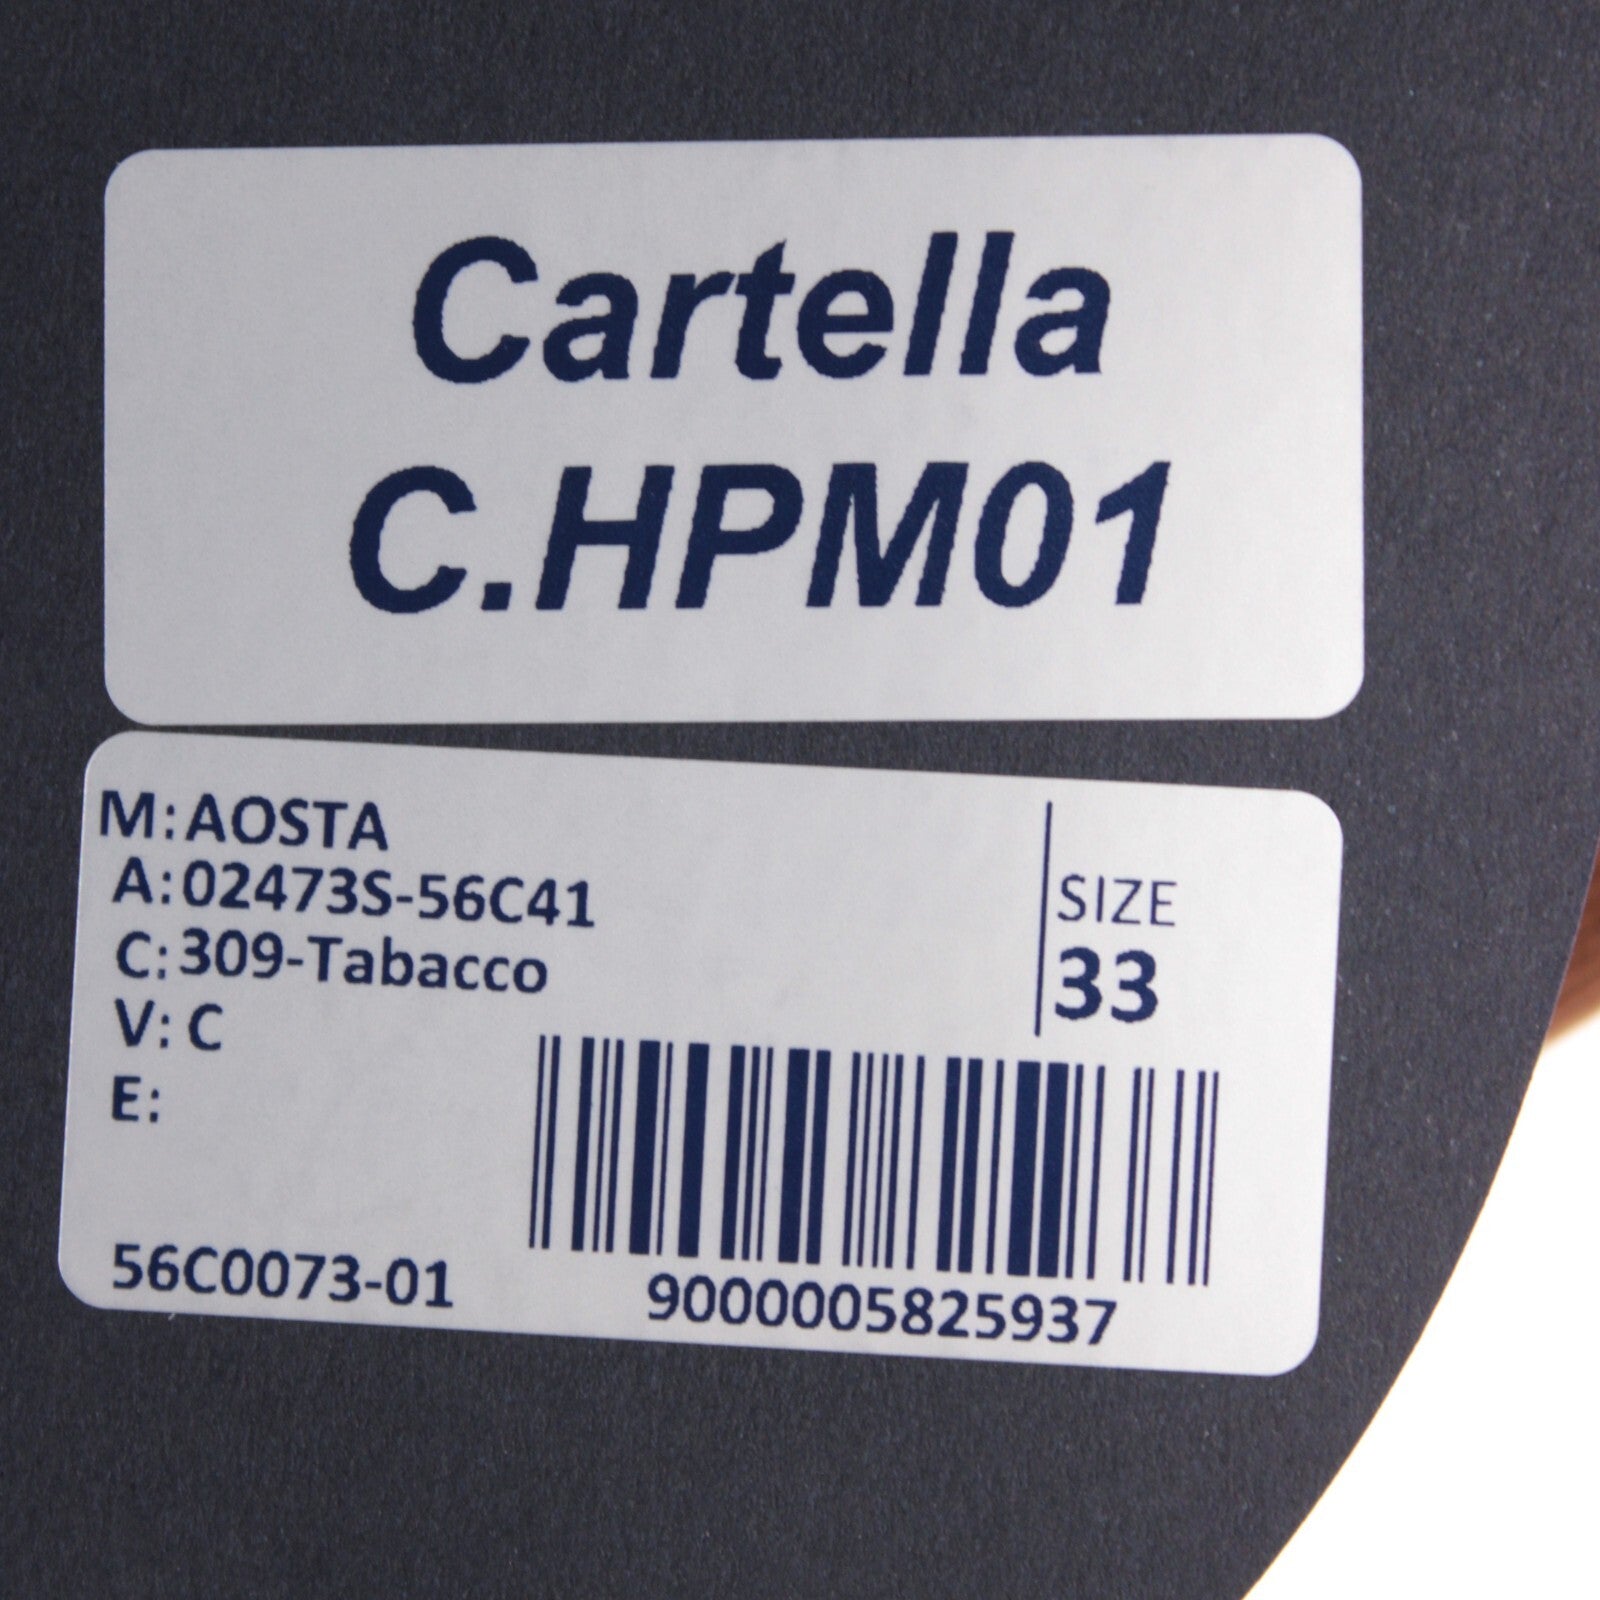 Cartella
C.HPM01
M:AOSTA
A:02473S-56C41
C:309-Tabacco
V: C
E:
SIZE
33
56C0073-01
9000005825937